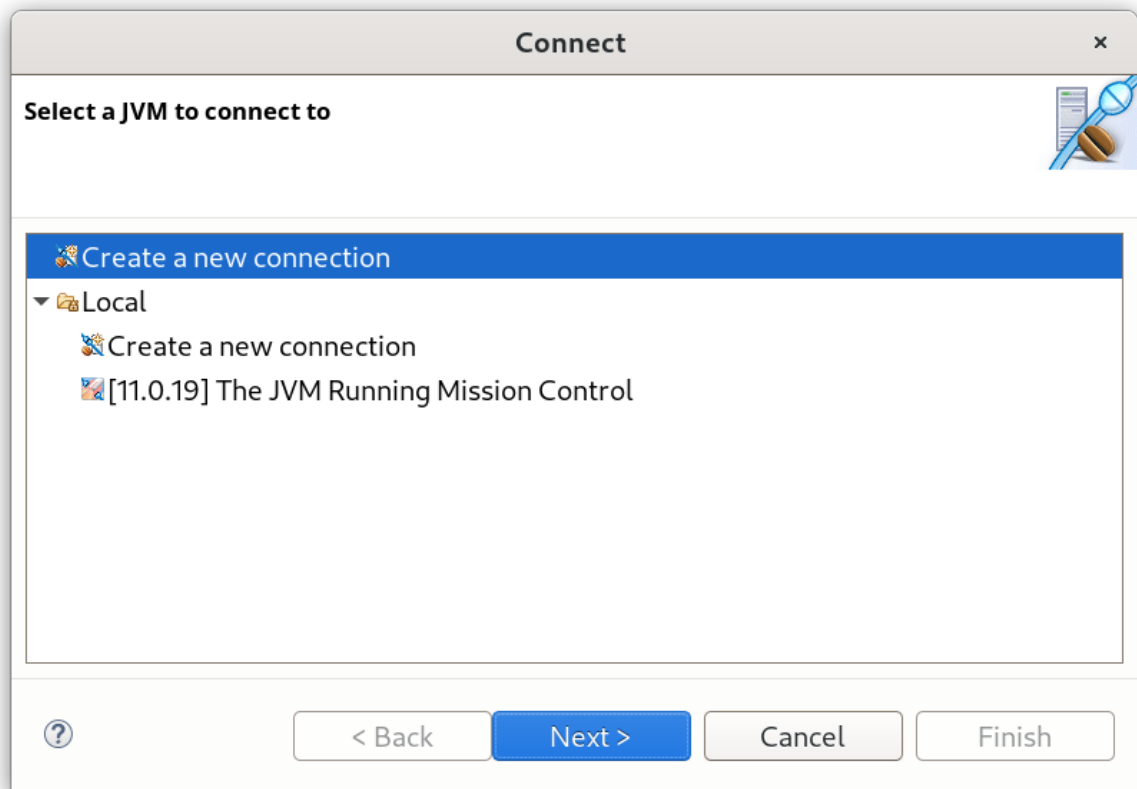 Connect
Select a JVM to connect to
Create a new connection
Local
Create a new connection
[11.0.19] The JVM Running Mission Control
?
< Back
Next >
Cancel
Finish